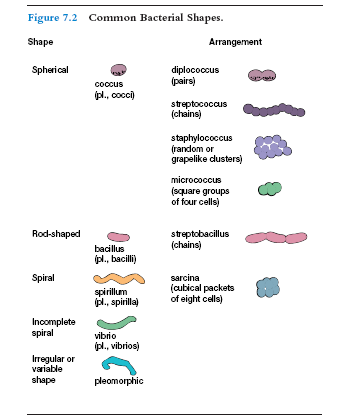 Figure 7.2 Common Bacterial Shapes.
Shape
Arrangement
Spherical
coccus
(pl., cocci)
diplococcus
(pairs)
streptococcus
(chains)
staphylococcus
(random or
grapelike clusters)
micrococcus
(square groups
of four cells)
Rod-shaped
bacillus
(pl., bacilli)
streptobacillus
(chains)
Spiral
spirillum
(pl., spirilla)
sarcina
(cubical packets
of eight cells)
Incomplete
spiral
vibrio
(pl., vibrios)
Irregular or
variable
shape
pleomorphic